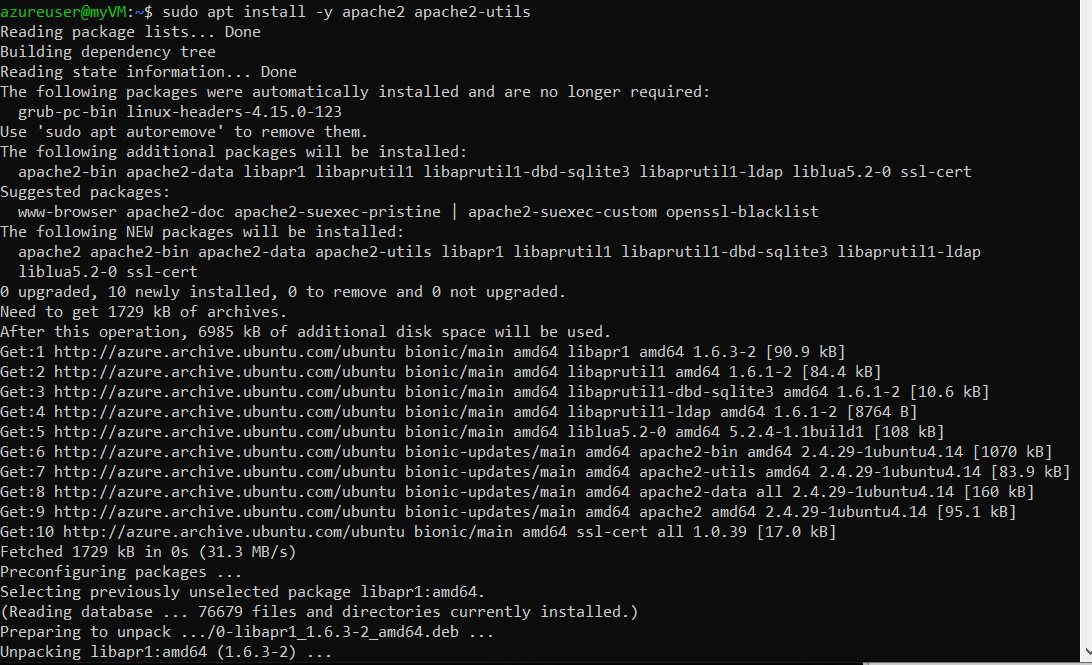 azureuser@myVM:~$ sudo apt install -y apache2 apache2-utils
Reading package lists... Done
Building dependency tree
Reading state information... Done
The following packages were automatically installed and are no longer required:
  grub-pc-bin linux-headers-4.15.0-123
Use 'sudo apt autoremove' to remove them.
The following additional packages will be installed:
  apache2-bin apache2-data libapr1 libaprutil1 libaprutil1-dbd-sqlite3 libaprutil1-ldap liblua5.2-0 ssl-cert
Suggested packages:
  www-browser apache2-doc apache2-suexec-pristine | apache2-suexec-custom openssl-blacklist
The following NEW packages will be installed:
  apache2 apache2-bin apache2-data apache2-utils libapr1 libaprutil1 libaprutil1-dbd-sqlite3 libaprutil1-ldap
  liblua5.2-0 ssl-cert
0 upgraded, 10 newly installed, 0 to remove and 0 not upgraded.
Need to get 1729 kB of archives.
After this operation, 6985 kB of additional disk space will be used.
Get:1 http://azure.archive.ubuntu.com/ubuntu bionic/main amd64 libapr1 amd64 1.6.3-2 [90.9 kB]
Get:2 http://azure.archive.ubuntu.com/ubuntu bionic/main amd64 libaprutil1 amd64 1.6.1-2 [84.4 kB]
Get:3 http://azure.archive.ubuntu.com/ubuntu bionic/main amd64 libaprutil1-dbd-sqlite3 amd64 1.6.1-2 [10.6 kB]
Get:4 http://azure.archive.ubuntu.com/ubuntu bionic/main amd64 libaprutil1-ldap amd64 1.6.1-2 [8764 B]
Get:5 http://azure.archive.ubuntu.com/ubuntu bionic/main amd64 liblua5.2-0 amd64 5.2.4-1.1build1 [108 kB]
Get:6 http://azure.archive.ubuntu.com/ubuntu bionic-updates/main amd64 apache2-bin amd64 2.4.29-1ubuntu4.14 [1070 kB]
Get:7 http://azure.archive.ubuntu.com/ubuntu bionic-updates/main amd64 apache2-utils amd64 2.4.29-1ubuntu4.14 [83.9 kB]
Get:8 http://azure.archive.ubuntu.com/ubuntu bionic-updates/main amd64 apache2-data all 2.4.29-1ubuntu4.14 [160 kB]
Get:9 http://azure.archive.ubuntu.com/ubuntu bionic-updates/main amd64 apache2 amd64 2.4.29-1ubuntu4.14 [95.1 kB]
Get:10 http://azure.archive.ubuntu.com/ubuntu bionic/main amd64 ssl-cert all 1.0.39 [17.0 kB]
Fetched 1729 kB in 0s (31.3 MB/s)
Preconfiguring packages ...
Selecting previously unselected package libapr1:amd64.
(Reading database ... 76679 files and directories currently installed.)
Preparing to unpack .../0-libapr1_1.6.3-2_amd64.deb ...
Unpacking libapr1:amd64 (1.6.3-2) ...